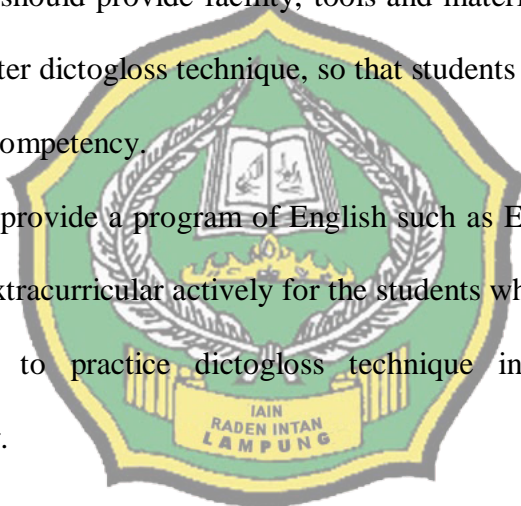 should provide facility, tools and materi
ter dictogloss technique, so that students
ompetency.
provide a program of English such as E
xtracurricular actively for the students wh
to practice dictogloss technique in
IAIN
RADEN INTAN
LAMPUNG
.